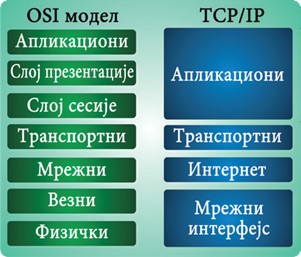 OSI модел
TCP/IP
Апликациони
Слој презентације
Слој сесије
Транспортни
Мрежни
Везни
Физички
Апликациони
Транспортни
Интернет
Мрежни
интерфејс